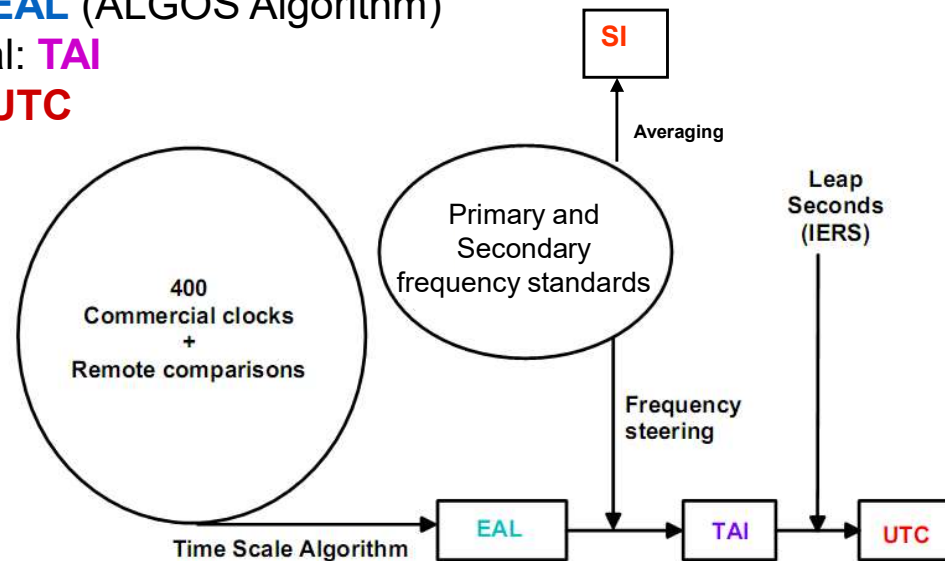 EAL (ALGOS Algorithm)
TAI
UTC
SI
Averaging
Primary and
Secondary
frequency standards
Leap
Seconds
(IERS)
400
Commercial clocks
+
Remote comparisons
Frequency
steering
EAL
TAI
UTC
Time Scale Algorithm